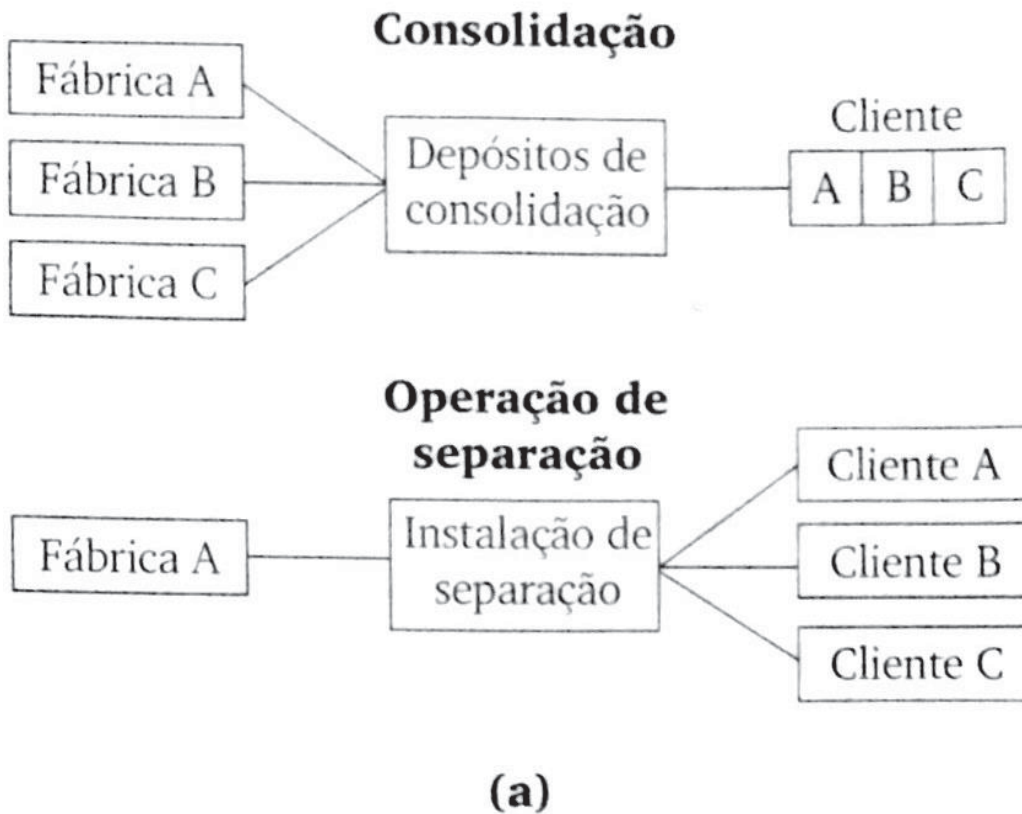 Consolidação
Fábrica A
Fábrica B
Fábrica C
Depósitos de
consolidação
Cliente
A B C
Operação de
separação
Fábrica A
Instalação de
separação
Cliente A
Cliente B
Cliente C
(a)